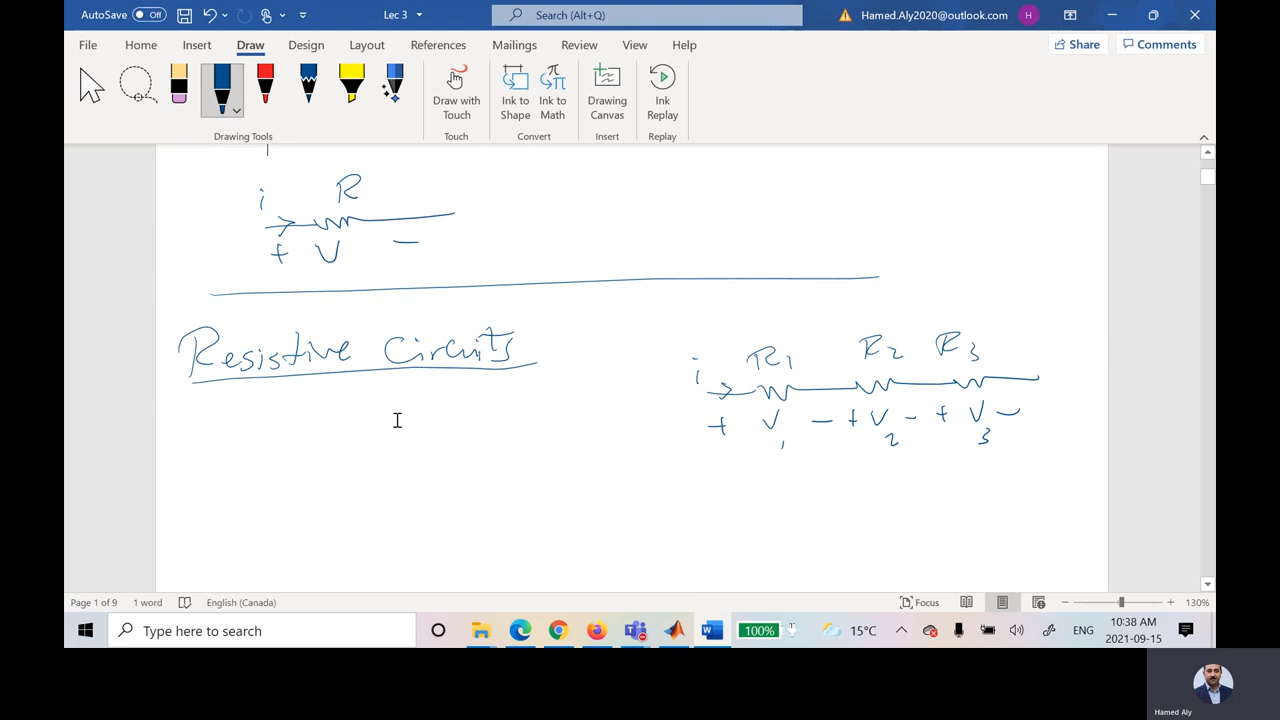 AutoSave Off Lec 3 Search (Alt+Q) Hamed.Aly2020@outlook.com H
File Home Insert Draw Design Layout References Mailings Review View Help Share Comments
Draw with Touch Ink to Shape Ink to Math Drawing Canvas Ink Replay
Drawing Tools Touch Convert Insert Replay
i R
+ V −
Resistive Circuits
i R1 R2 R3
+ V1 − + V2 − + V3 −
Page 1 of 9 1 word English (Canada) Focus 130%
Type here to search 100% 15°C ENG 10:38 AM
2021-09-15
Hamed Aly